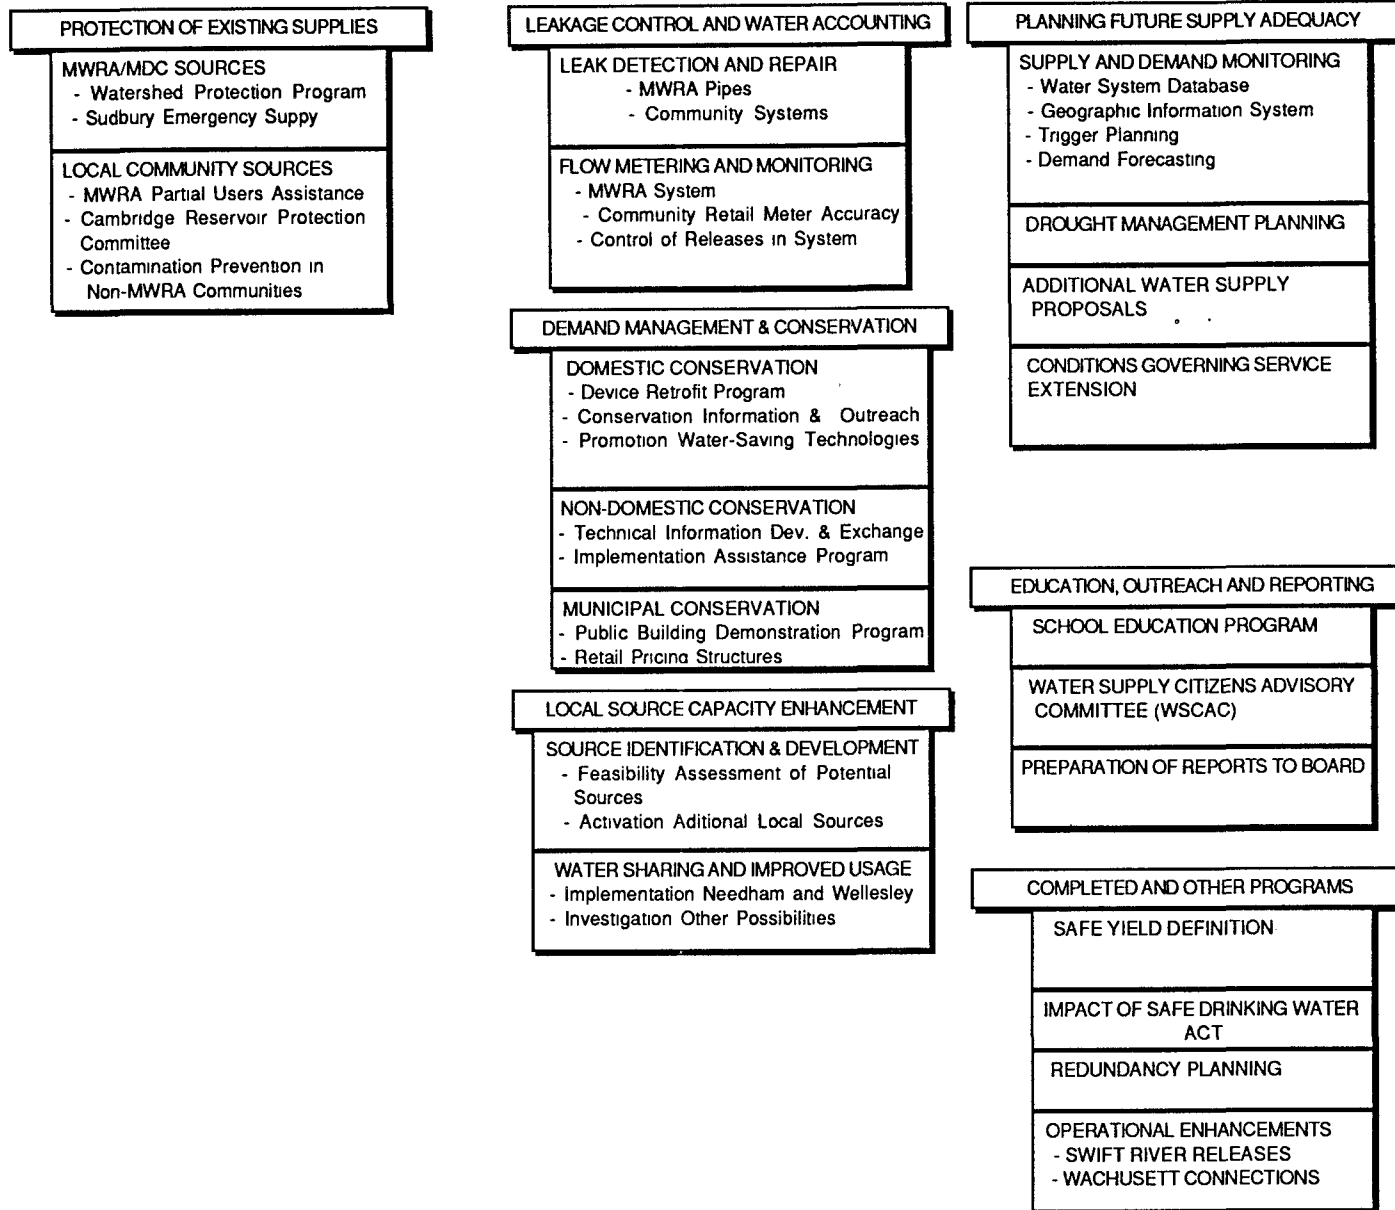 PROTECTION OF EXISTING SUPPLIES
MWRA/MDC SOURCES
- Watershed Protection Program
- Sudbury Emergency Suppy
LOCAL COMMUNITY SOURCES
- MWRA Partial Users Assistance
- Cambridge Reservoir Protection
Committee
- Contamination Prevention in
Non-MWRA Communities
LEAKAGE CONTROL AND WATER ACCOUNTING
LEAK DETECTION AND REPAIR
- MWRA Pipes
- Community Systems
FLOW METERING AND MONITORING
- MWRA System
- Community Retail Meter Accuracy
- Control of Releases in System
DEMAND MANAGEMENT & CONSERVATION
DOMESTIC CONSERVATION
- Device Retrofit Program
- Conservation Information & Outreach
- Promotion Water-Saving Technologies
NON-DOMESTIC CONSERVATION
- Technical Information Dev. & Exchange
- Implementation Assistance Program
MUNICIPAL CONSERVATION
- Public Building Demonstration Program
- Retail Pricing Structures
LOCAL SOURCE CAPACITY ENHANCEMENT
SOURCE IDENTIFICATION & DEVELOPMENT
- Feasibility Assessment of Potential
Sources
- Activation Aditional Local Sources
WATER SHARING AND IMPROVED USAGE
- Implementation Needham and Wellesley
- Investigation Other Possibilities
PLANNING FUTURE SUPPLY ADEQUACY
SUPPLY AND DEMAND MONITORING
- Water System Database
- Geographic Information System
- Trigger Planning
- Demand Forecasting
DROUGHT MANAGEMENT PLANNING
ADDITIONAL WATER SUPPLY
PROPOSALS
CONDITIONS GOVERNING SERVICE
EXTENSION
EDUCATION, OUTREACH AND REPORTING
SCHOOL EDUCATION PROGRAM
WATER SUPPLY CITIZENS ADVISORY
COMMITTEE (WSCAC)
PREPARATION OF REPORTS TO BOARD
COMPLETED AND OTHER PROGRAMS
SAFE YIELD DEFINITION
IMPACT OF SAFE DRINKING WATER
ACT
REDUNDANCY PLANNING
OPERATIONAL ENHANCEMENTS
- SWIFT RIVER RELEASES
- WACHUSETT CONNECTIONS